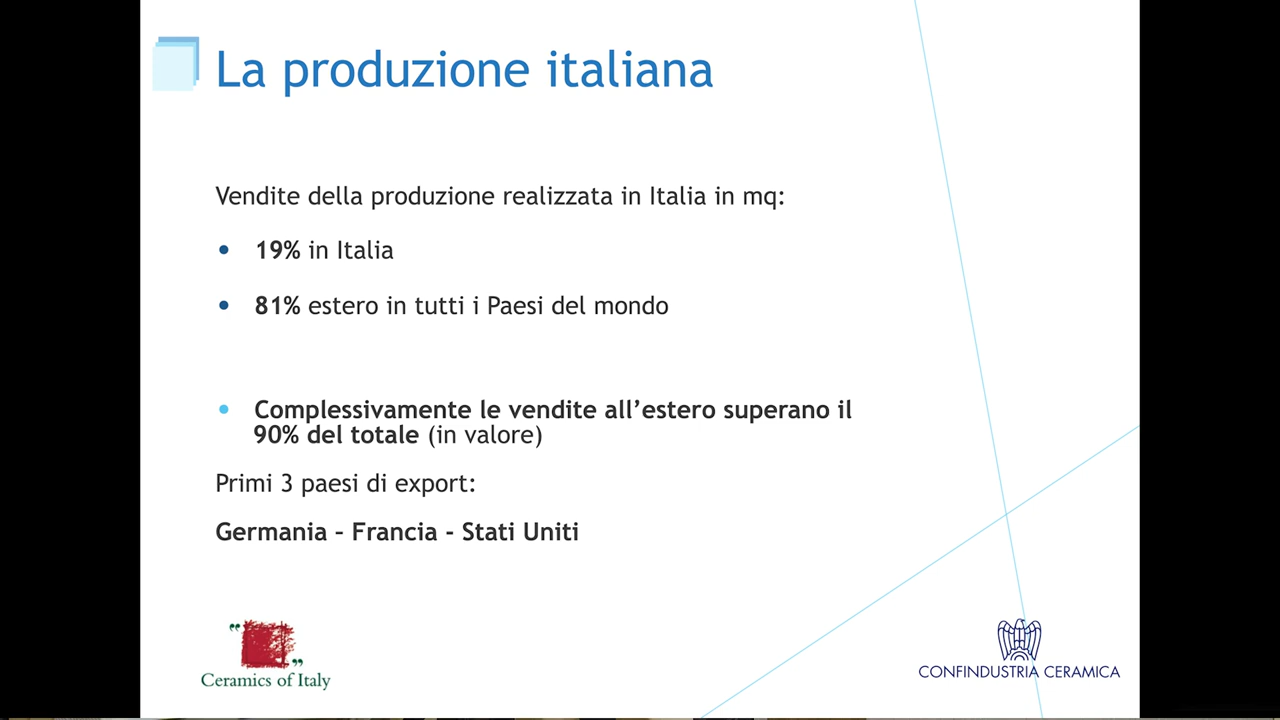 La produzione italiana
Vendite della produzione realizzata in Italia in mq:
• 19% in Italia
• 81% estero in tutti i Paesi del mondo
• Complessivamente le vendite all’estero superano il
90% del totale (in valore)
Primi 3 paesi di export:
Germania – Francia - Stati Uniti
Ceramics of Italy
CONFINDUSTRIA CERAMICA